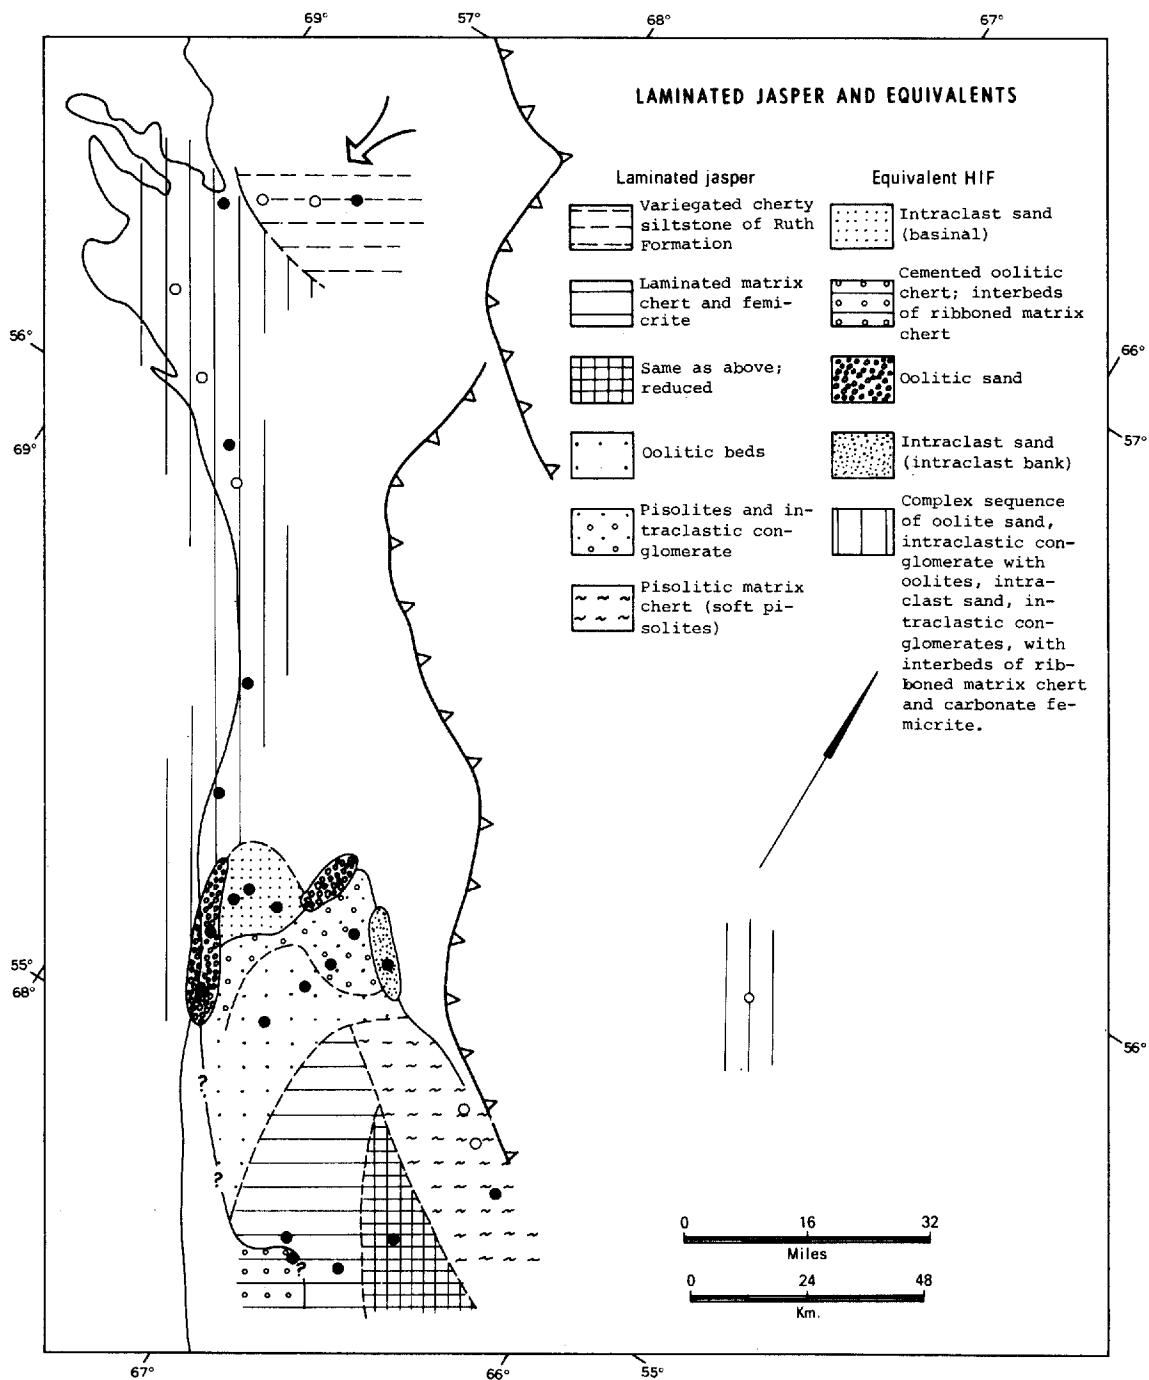 69°
57°
68°
67°
LAMINATED JASPER AND EQUIVALENTS
Laminated jasper
Variegated cherty
siltstone of Ruth
Formation
Laminated matrix
chert and femi-
crite
Same as above;
reduced
Oolitic beds
Pisolites and in-
traclastic con-
glomerate
Pisolitic matrix
chert (soft pi-
solites)
Equivalent HIF
Intraclast sand
(basinal)
Cemented oolitic
chert; interbeds
of ribboned matrix
chert
Oolitic sand
Intraclast sand
(intraclast bank)
Complex sequence
of oolite sand,
intraclastic con-
glomerate with
oolites, intra-
clast sand, in-
traclastic con-
glomerates, with
interbeds of rib-
boned matrix chert
and carbonate fe-
micrite.
56°
66°
69°
57°
55°
68°
56°
?
?
?
0 16 32
Miles
0 24 48
Km.
67°
66°
55°